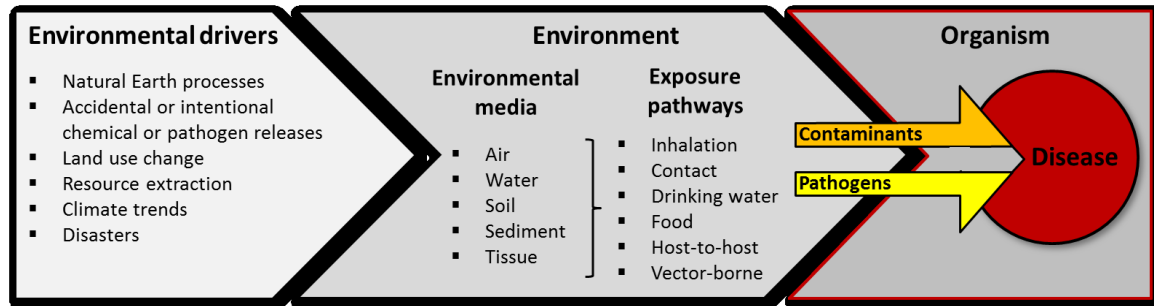 Environmental drivers
▪ Natural Earth processes
▪ Accidental or intentional
chemical or pathogen releases
▪ Land use change
▪ Resource extraction
▪ Climate trends
▪ Disasters
Environment
Environmental
media
▪ Air
▪ Water
▪ Soil
▪ Sediment
▪ Tissue
Exposure
pathways
▪ Inhalation
▪ Contact
▪ Drinking water
▪ Food
▪ Host-to-host
▪ Vector-borne
Organism
Contaminants
Pathogens
Disease